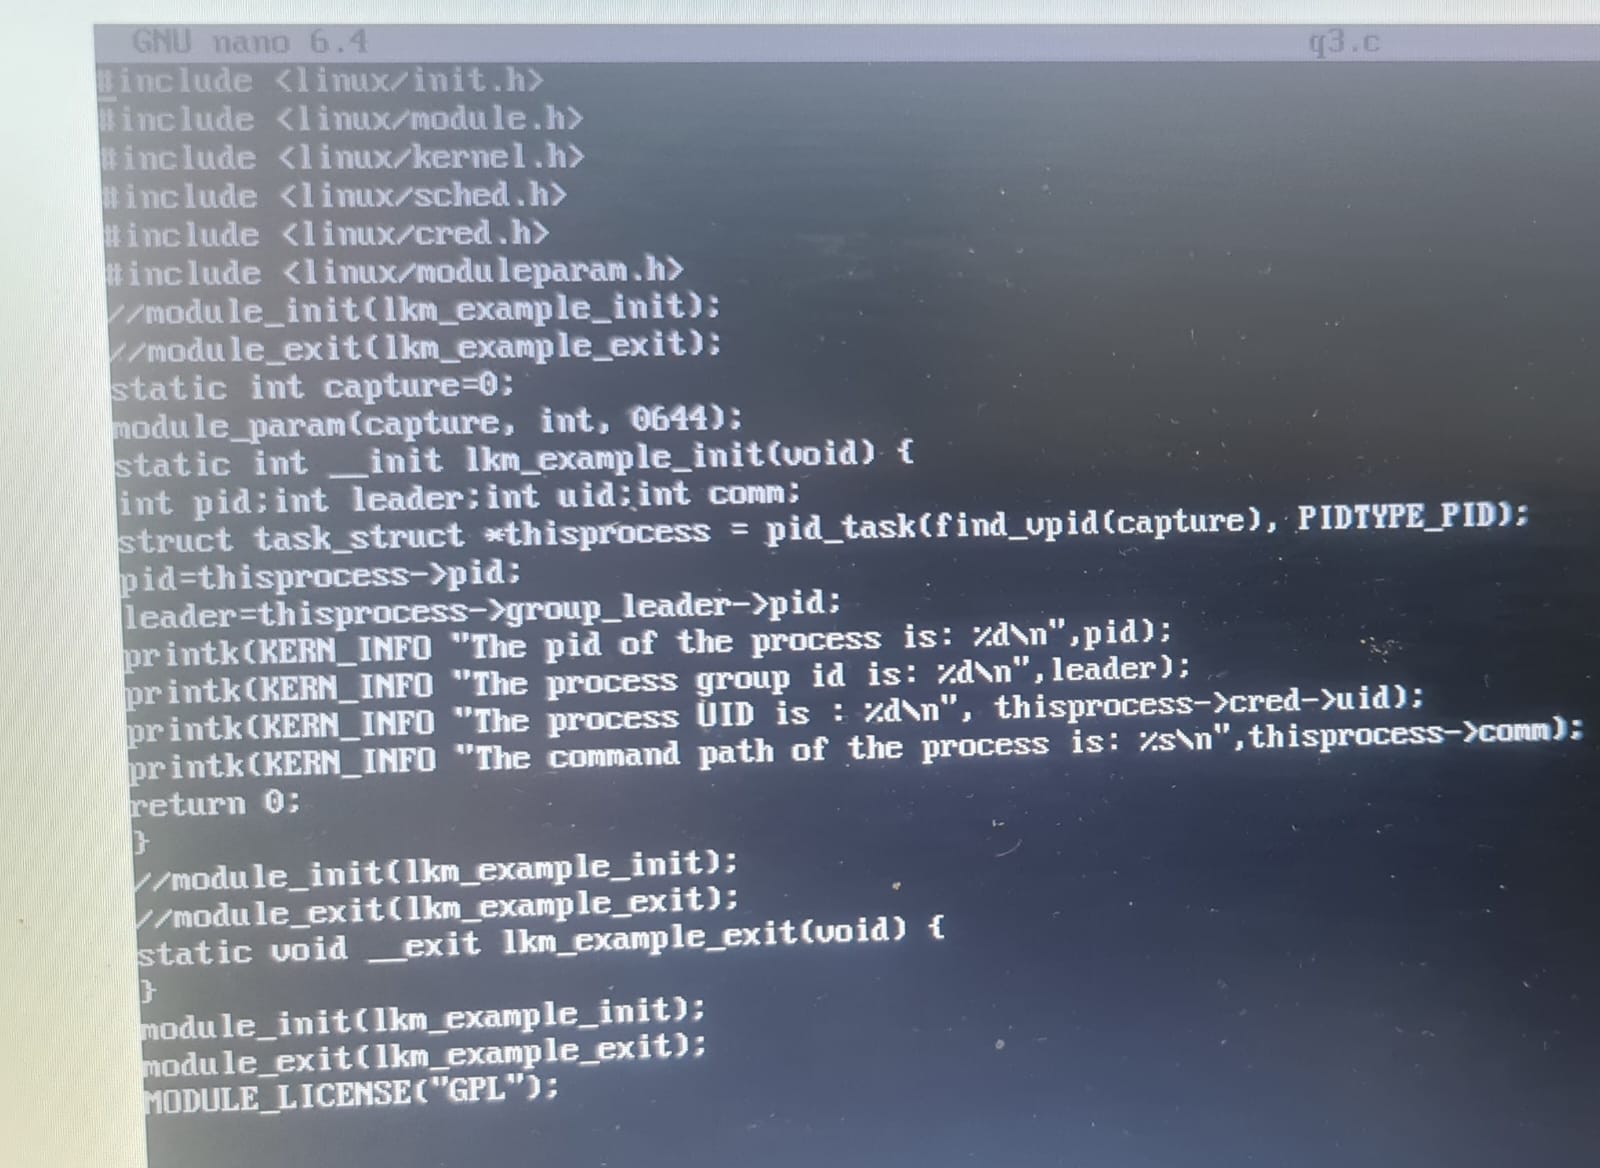 GNU nano 6.4 q3.c
#include <linux/init.h>
#include <linux/module.h>
#include <linux/kernel.h>
#include <linux/sched.h>
#include <linux/cred.h>
#include <linux/moduleparam.h>
//module_init(lkm_example_init);
//module_exit(lkm_example_exit);
static int capture=0;
module_param(capture, int, 0644);
static int __init lkm_example_init(void) {
int pid;int leader;int uid;int comm;
struct task_struct *thisprocess = pid_task(find_vpid(capture), PIDTYPE_PID);
pid=thisprocess->pid;
leader=thisprocess->group_leader->pid;
printk(KERN_INFO "The pid of the process is: %d\n",pid);
printk(KERN_INFO "The process group id is: %d\n",leader);
printk(KERN_INFO "The process UID is : %d\n", thisprocess->cred->uid);
printk(KERN_INFO "The command path of the process is: %s\n",thisprocess->comm);
return 0;
}
//module_init(lkm_example_init);
//module_exit(lkm_example_exit);
static void __exit lkm_example_exit(void) {
}
module_init(lkm_example_init);
module_exit(lkm_example_exit);
MODULE_LICENSE("GPL");